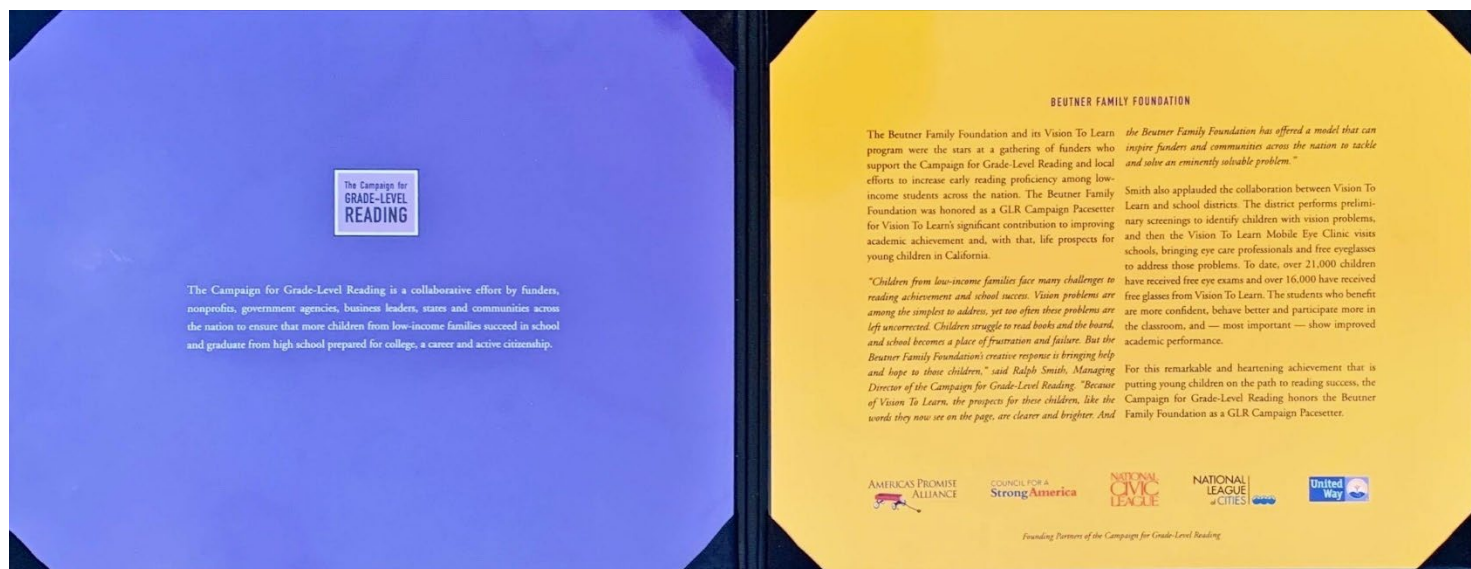 The Campaign for
GRADE-LEVEL
READING
The Campaign for Grade-Level Reading is a collaborative effort by funders,
nonprofits, government agencies, business leaders, states and communities across
the nation to ensure that more children from low-income families succeed in school
and graduate from high school prepared for college, a career and active citizenship.
BEUTNER FAMILY FOUNDATION
The Beutner Family Foundation and its Vision To Learn
program were the stars at a gathering of funders who
support the Campaign for Grade-Level Reading and local
efforts to increase early reading proficiency among low-
income students across the nation. The Beutner Family
Foundation was honored as a GLR Campaign Pacesetter
for Vision To Learn's significant contribution to improving
academic achievement and, with that, life prospects for
young children in California.
"Children from low-income families face many challenges to
reading achievement and school success. Vision problems are
among the simplest to address, yet too often these problems are
left uncorrected. Children struggle to read books and the board,
and school becomes a place of frustration and failure. But the
Beutner Family Foundation's creative response is bringing help
and hope to those children," said Ralph Smith, Managing
Director of the Campaign for Grade-Level Reading. "Because
of Vision To Learn, the prospects for these children, like the
words they now see on the page, are clearer and brighter. And
the Beutner Family Foundation has offered a model that can
inspire funders and communities across the nation to tackle
and solve an eminently solvable problem."
Smith also applauded the collaboration between Vision To
Learn and school districts. The district performs prelimi-
nary screenings to identify children with vision problems,
and then the Vision To Learn Mobile Eye Clinic visits
schools, bringing eye care professionals and free eyeglasses
to address those problems. To date, over 21,000 children
have received free eye exams and over 16,000 have received
free glasses from Vision To Learn. The students who benefit
are more confident, behave better and participate more in
the classroom, and — most important — show improved
academic performance.
For this remarkable and heartening achievement that is
putting young children on the path to reading success, the
Campaign for Grade-Level Reading honors the Beutner
Family Foundation as a GLR Campaign Pacesetter.
AMERICA'S PROMISE
ALLIANCE
COUNCIL FOR A
StrongAmerica
NATIONAL
CIVIC
LEAGUE
NATIONAL
LEAGUE
of CITIES
United
Way
Founding Partners of the Campaign for Grade-Level Reading